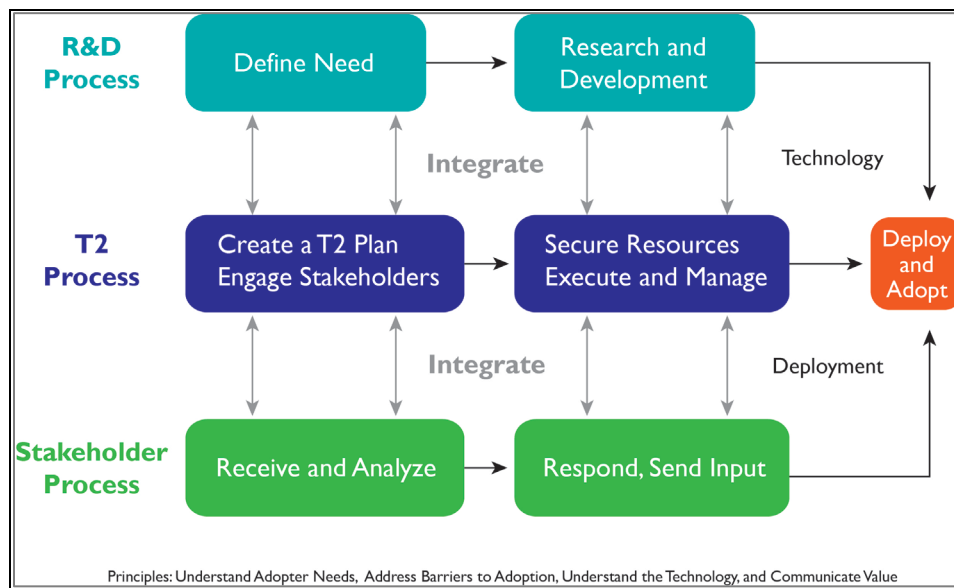 R&D
Process
Define Need
Research and
Development
Integrate
Technology
T2
Process
Create a T2 Plan
Engage Stakeholders
Secure Resources
Execute and Manage
Deploy
and
Adopt
Integrate
Deployment
Stakeholder
Process
Receive and Analyze
Respond, Send Input
Principles: Understand Adopter Needs, Address Barriers to Adoption, Understand the Technology, and Communicate Value